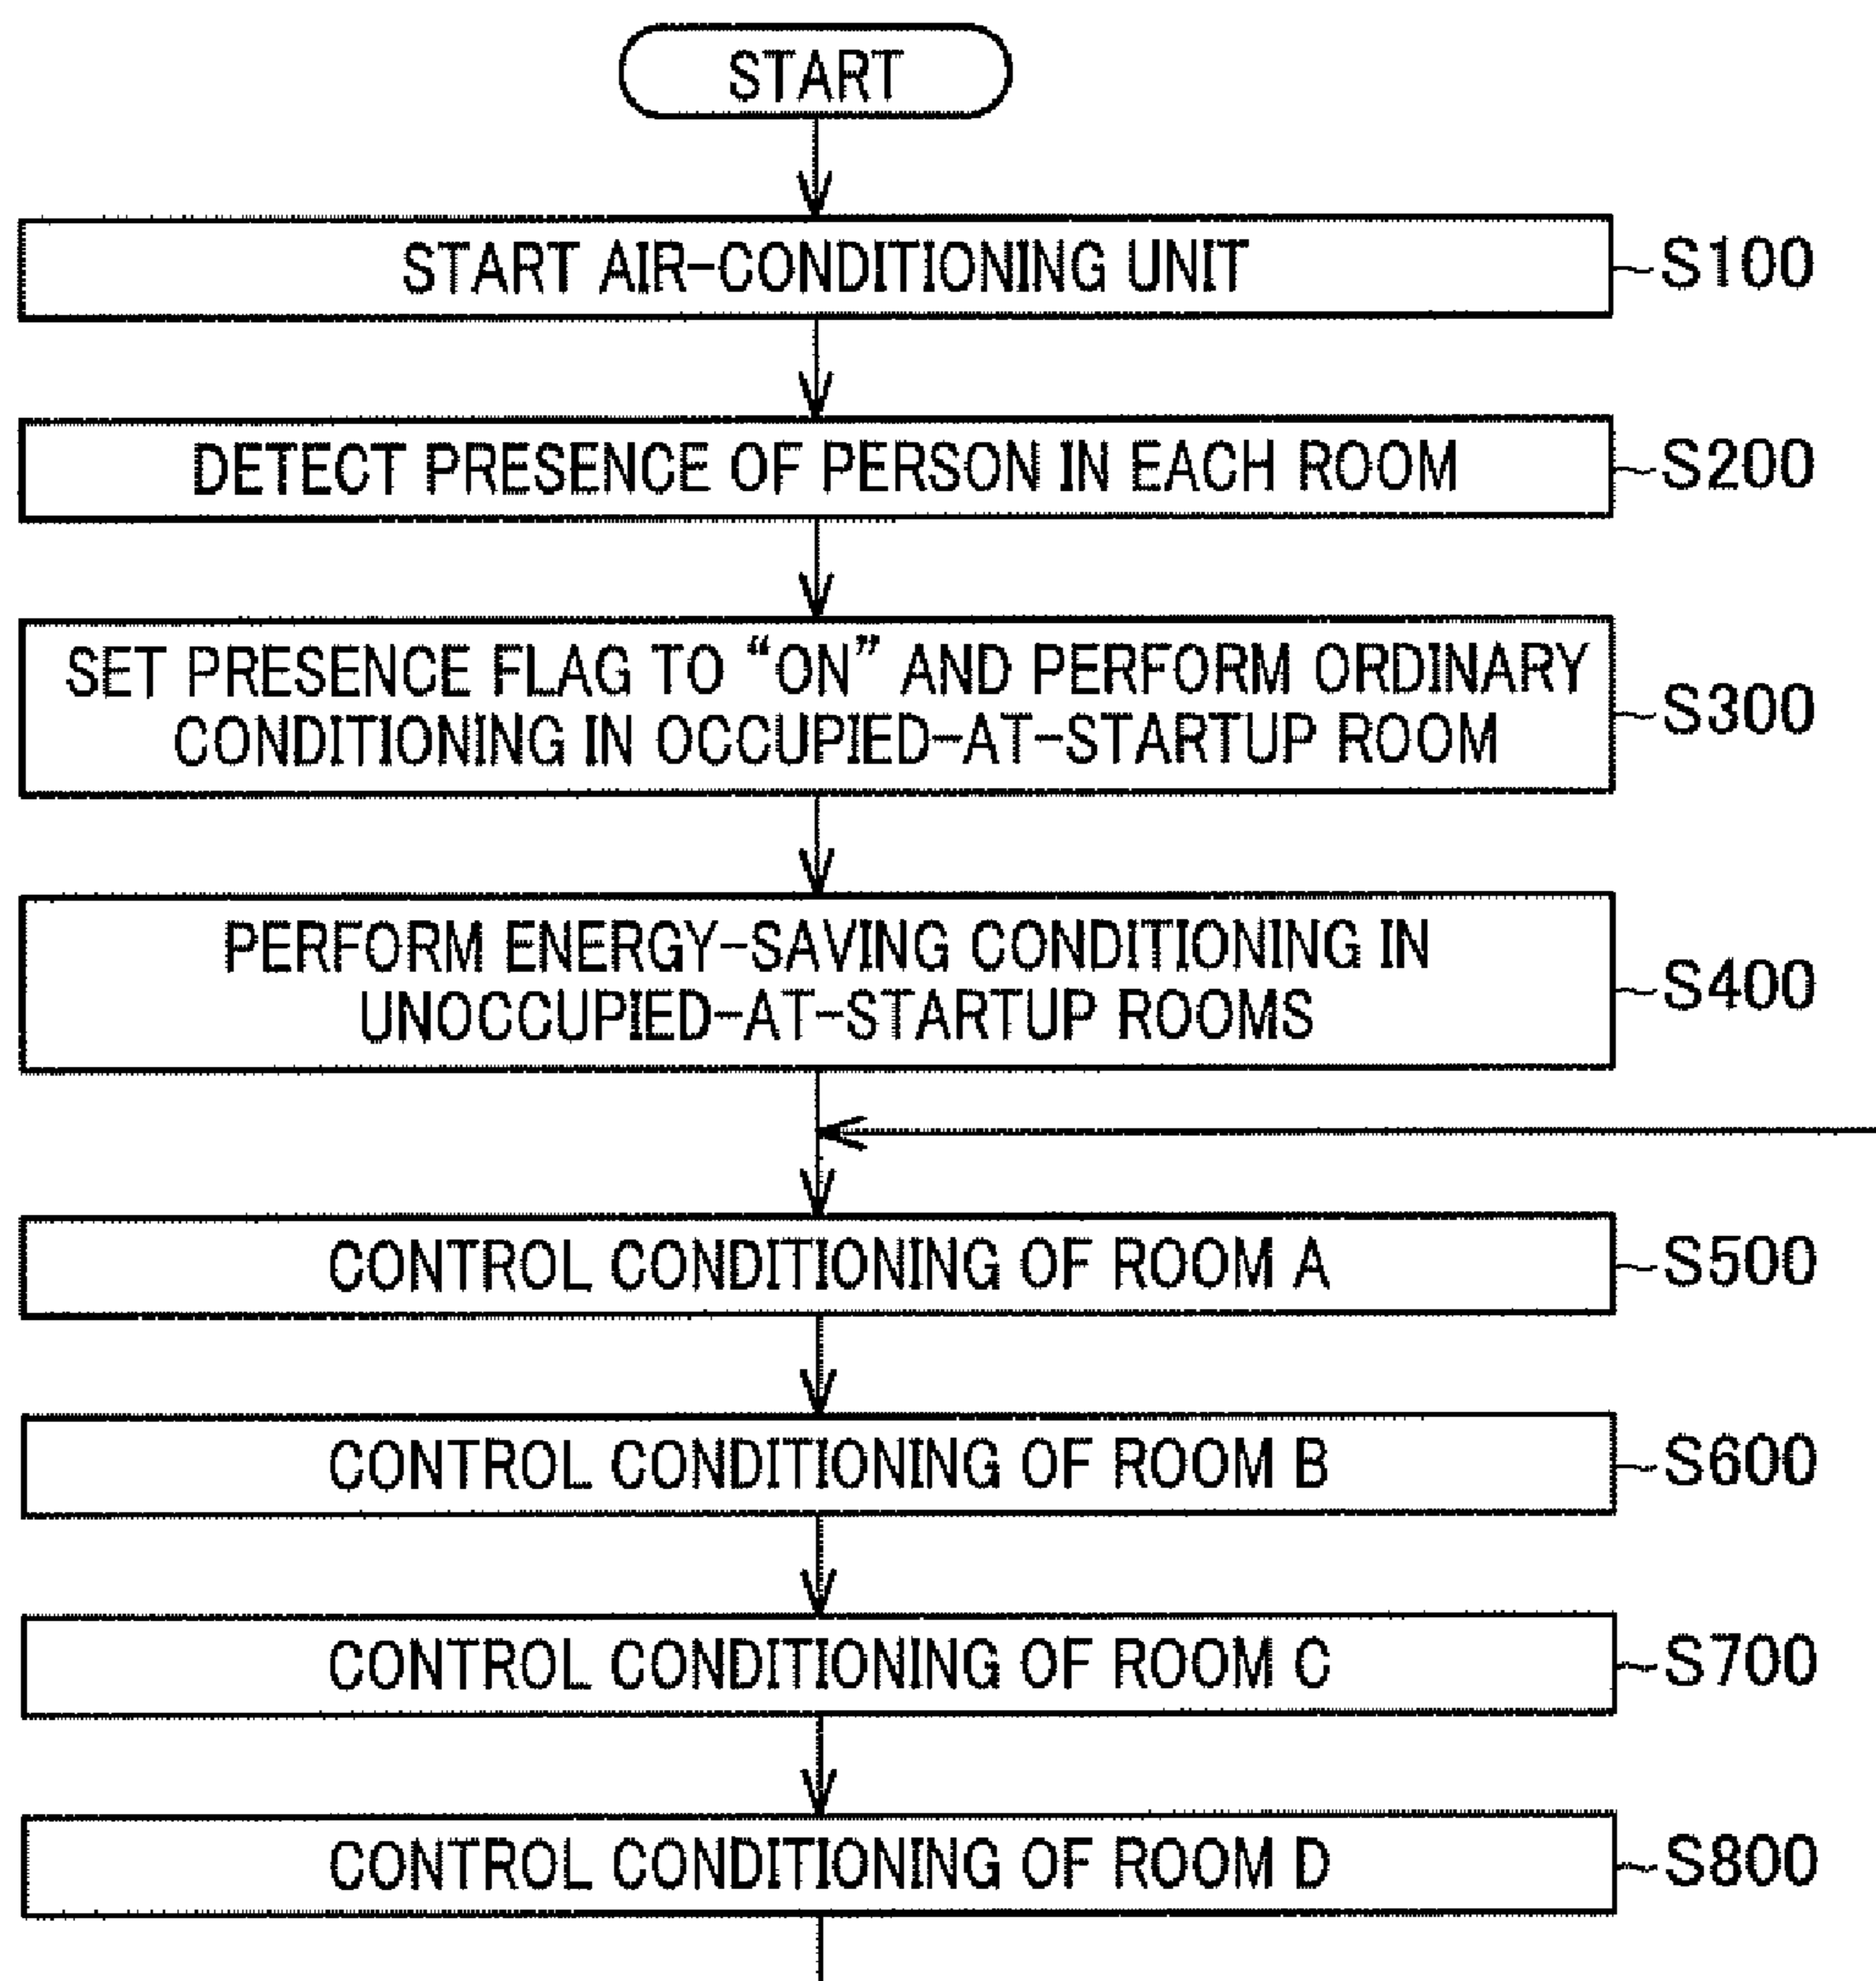 START
START AIR-CONDITIONING UNIT
S100
DETECT PRESENCE OF PERSON IN EACH ROOM
S200
SET PRESENCE FLAG TO “ON” AND PERFORM ORDINARY
CONDITIONING IN OCCUPIED-AT-STARTUP ROOM
S300
PERFORM ENERGY-SAVING CONDITIONING IN
UNOCCUPIED-AT-STARTUP ROOMS
S400
CONTROL CONDITIONING OF ROOM A
S500
CONTROL CONDITIONING OF ROOM B
S600
CONTROL CONDITIONING OF ROOM C
S700
CONTROL CONDITIONING OF ROOM D
S800